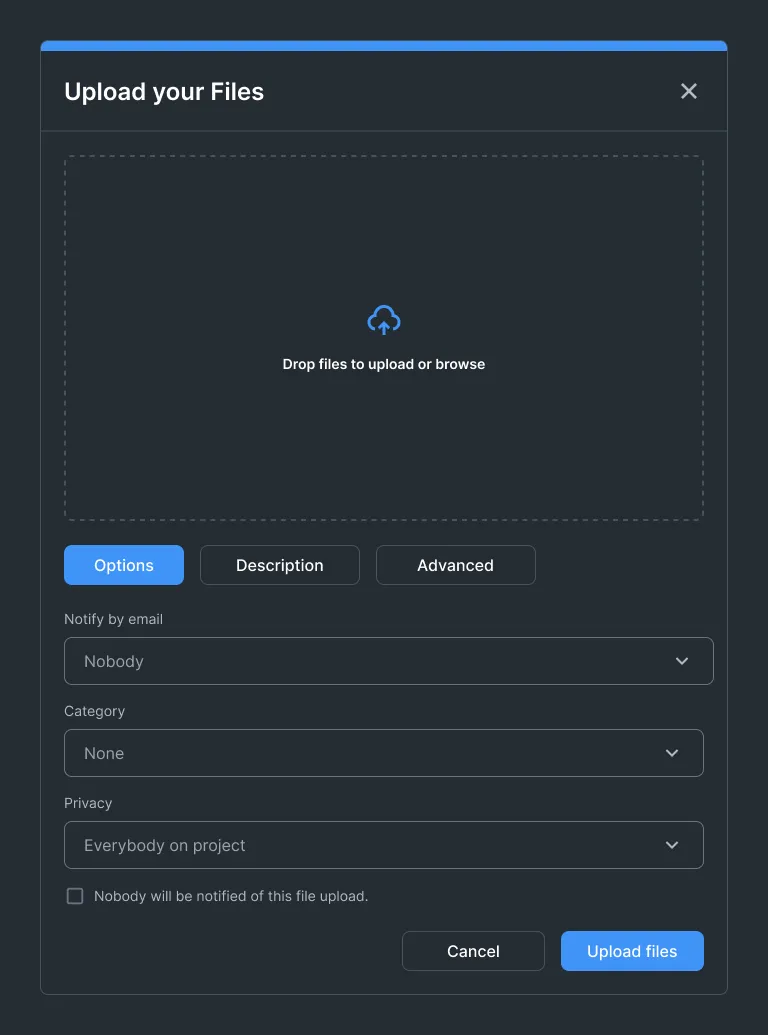 Upload your Files
Drop files to upload or browse
Options Description Advanced
Notify by email
Nobody
Category
None
Privacy
Everybody on project
Nobody will be notified of this file upload.
Cancel Upload files